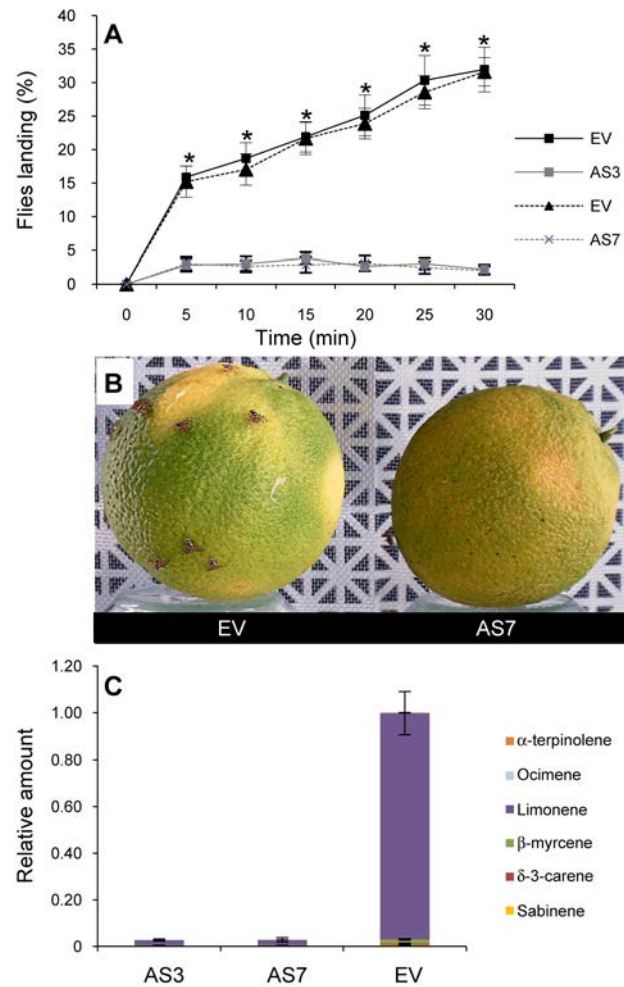 A
40
35
30
25
20
15
10
5
0
Flies landing (%)
* * * * * *
0 5 10 15 20 25 30
Time (min)
EV
AS3
EV
AS7
B
EV AS7
C
1.20
1.00
0.80
0.60
0.40
0.20
0
Relative amount
AS3 AS7 EV
α-terpinolene
Ocimene
Limonene
β-myrcene
δ-3-carene
Sabinene